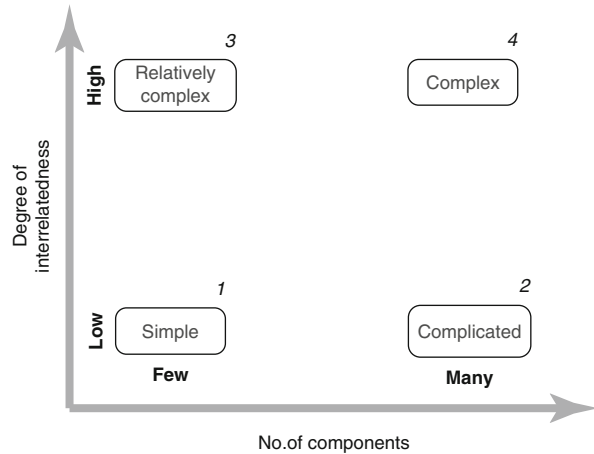 3
4
High
Relatively
complex
Complex
Degree of
interrelatedness
1
2
Low
Simple
Complicated
Few
Many
No.of components